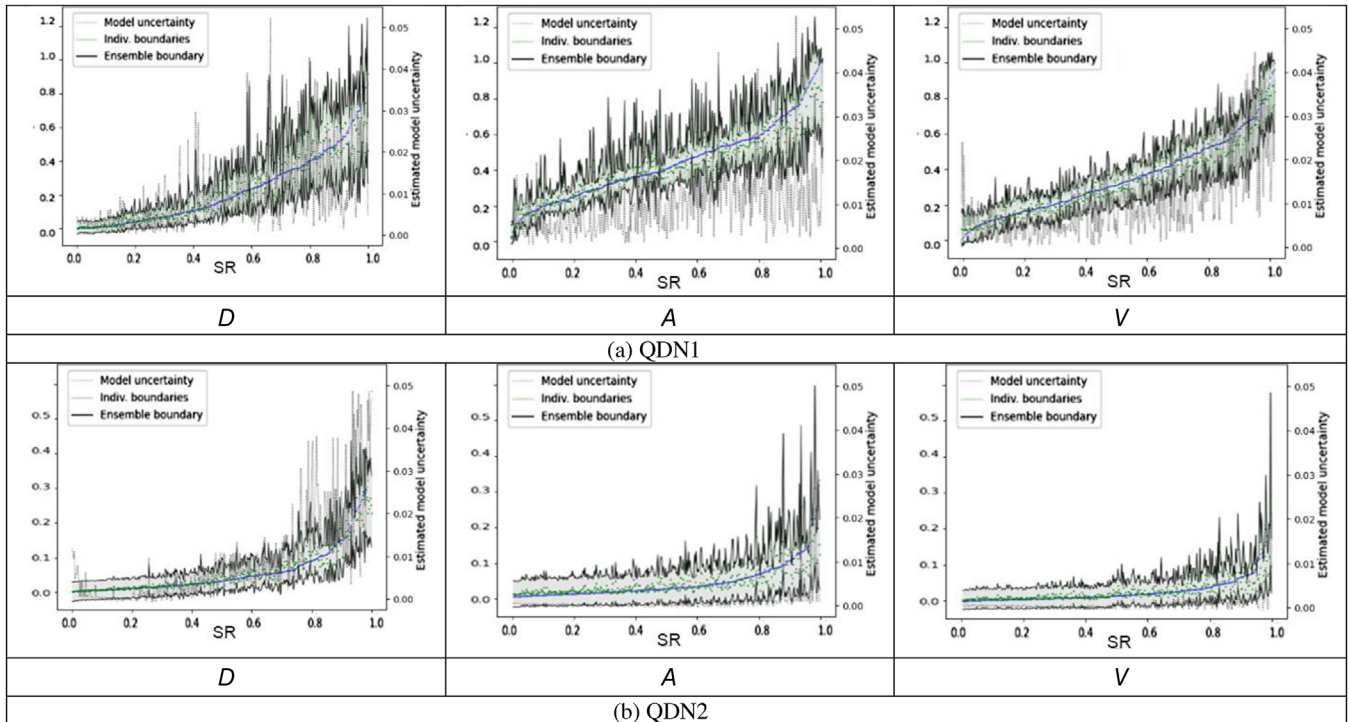 1.2
1.0
0.8
0.6
0.4
0.2
0.0
Model uncertainty
Indiv. boundaries
Ensemble boundary
0.05
0.04
0.03
0.02
0.01
0.00
Estimated model uncertainty
0.0 0.2 0.4 0.6 0.8 1.0
SR
1.2
1.0
0.8
0.6
0.4
0.2
0.0
Model uncertainty
Indiv. boundaries
Ensemble boundary
0.05
0.04
0.03
0.02
0.01
0.00
Estimated model uncertainty
0.0 0.2 0.4 0.6 0.8 1.0
SR
1.2
1.0
0.8
0.6
0.4
0.2
0.0
Model uncertainty
Indiv. boundaries
Ensemble boundary
0.05
0.04
0.03
0.02
0.01
0.00
Estimated model uncertainty
0.0 0.2 0.4 0.6 0.8 1.0
SR
D A V
(a) QDN1
0.5
0.4
0.3
0.2
0.1
0.0
Model uncertainty
Indiv. boundaries
Ensemble boundary
0.05
0.04
0.03
0.02
0.01
0.00
Estimated model uncertainty
0.0 0.2 0.4 0.6 0.8 1.0
SR
0.5
0.4
0.3
0.2
0.1
0.0
Model uncertainty
Indiv. boundaries
Ensemble boundary
0.05
0.04
0.03
0.02
0.01
0.00
Estimated model uncertainty
0.0 0.2 0.4 0.6 0.8 1.0
SR
0.5
0.4
0.3
0.2
0.1
0.0
Model uncertainty
Indiv. boundaries
Ensemble boundary
0.05
0.04
0.03
0.02
0.01
0.00
Estimated model uncertainty
0.0 0.2 0.4 0.6 0.8 1.0
SR
D A V
(b) QDN2